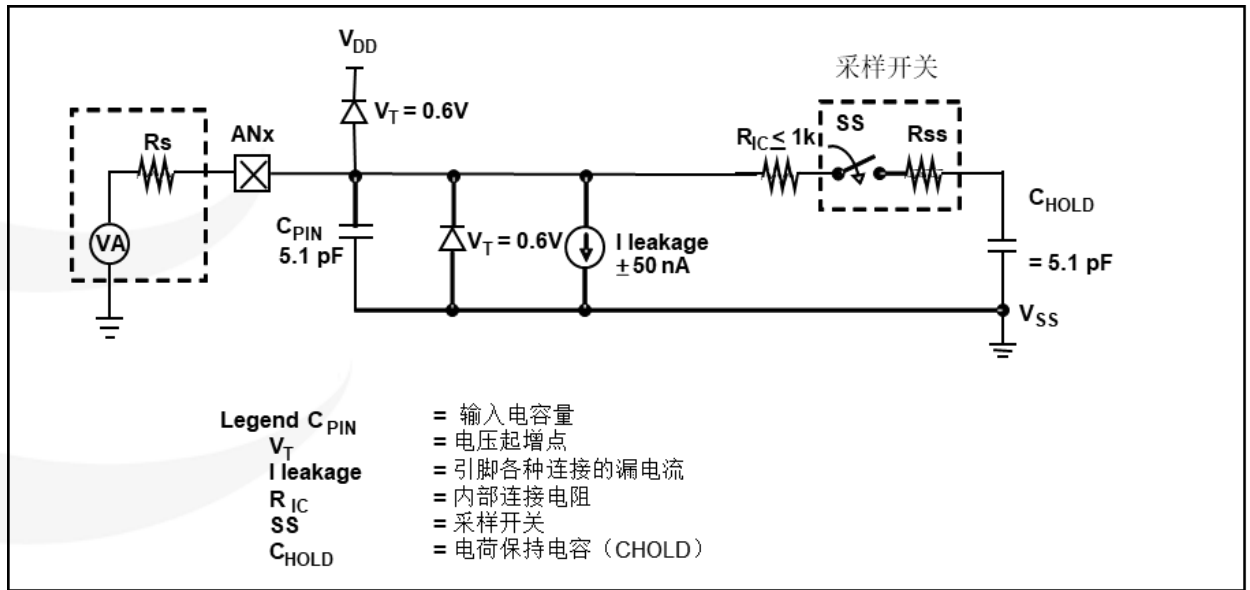 V_DD
采样开关
V_T = 0.6V
Rs
ANx
R_IC ≤ 1k
SS
Rss
VA
C_PIN
5.1 pF
V_T = 0.6V
I leakage
± 50 nA
C_HOLD
= 5.1 pF
V_SS
Legend C_PIN = 输入电容量
V_T = 电压起增点
I leakage = 引脚各种连接的漏电流
R_IC = 内部连接电阻
SS = 采样开关
C_HOLD = 电荷保持电容（CHOLD）